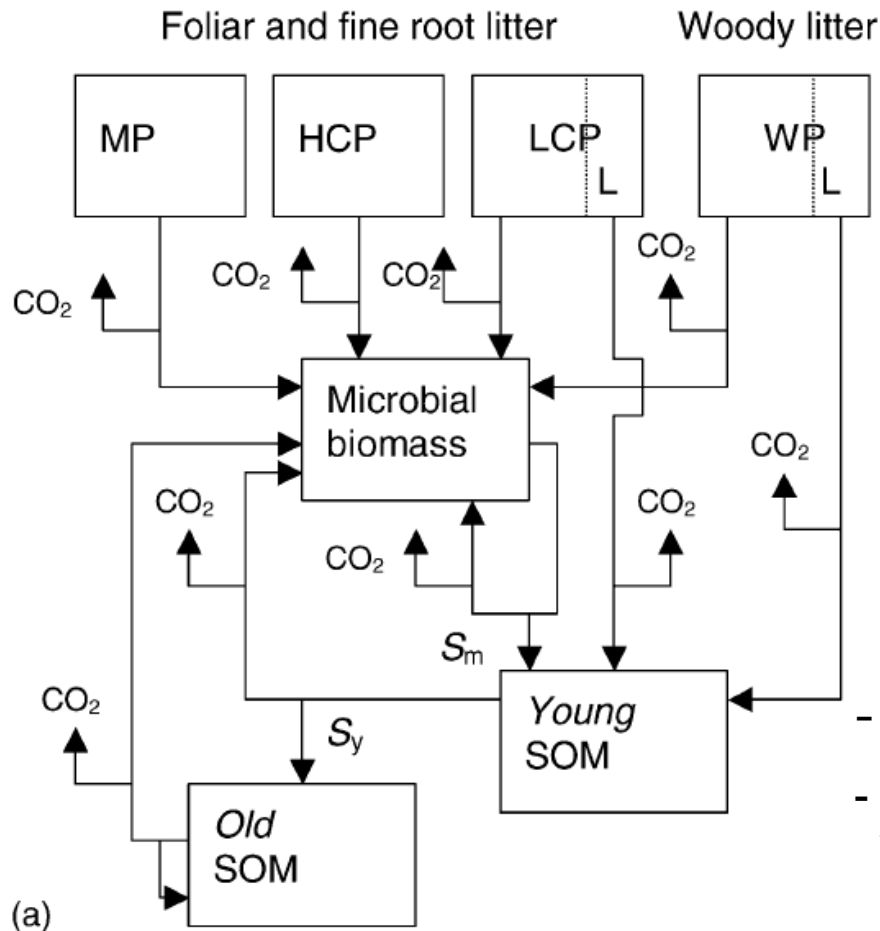 Foliar and fine root litter
Woody litter
MP
HCP
LCP
L
WP
L
CO₂
CO₂
CO₂
CO₂
Microbial
biomass
CO₂
CO₂
CO₂
CO₂
Sₘ
CO₂
Young
SOM
-
-
Sy
Old
SOM
(a)